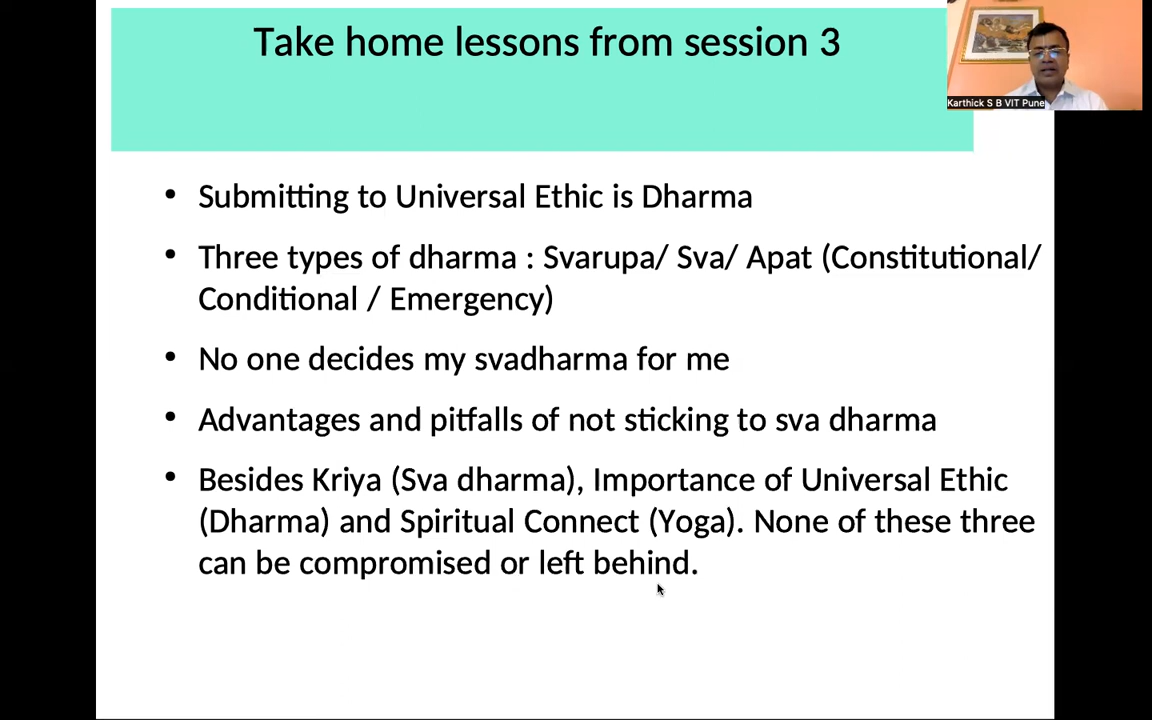 Take home lessons from session 3
Karthick S B VIT Pune
• Submitting to Universal Ethic is Dharma
• Three types of dharma : Svarupa/ Sva/ Apat (Constitutional/
Conditional / Emergency)
• No one decides my svadharma for me
• Advantages and pitfalls of not sticking to sva dharma
• Besides Kriya (Sva dharma), Importance of Universal Ethic
(Dharma) and Spiritual Connect (Yoga). None of these three
can be compromised or left behind.